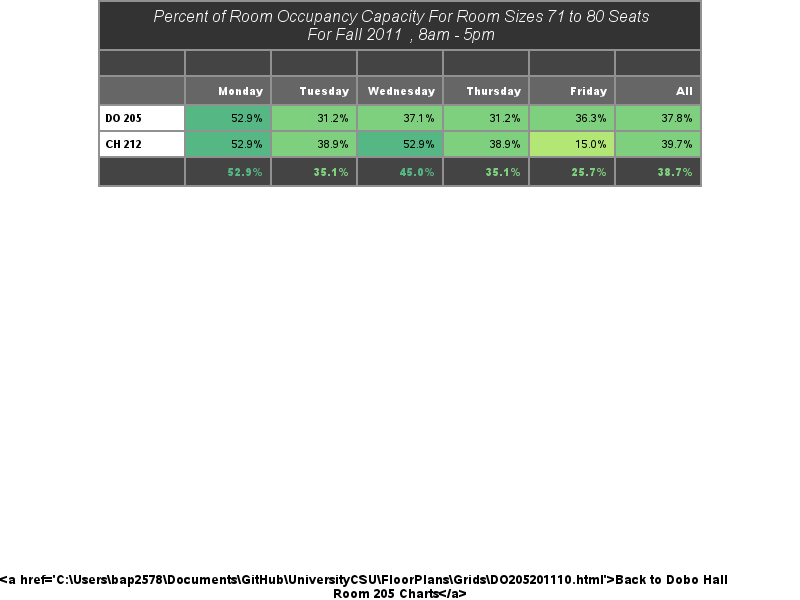 Percent of Room Occupancy Capacity For Room Sizes 71 to 80 Seats
For Fall 2011 , 8am - 5pm
Monday Tuesday Wednesday Thursday Friday All
DO 205 52.9% 31.2% 37.1% 31.2% 36.3% 37.8%
CH 212 52.9% 38.9% 52.9% 38.9% 15.0% 39.7%
52.9% 35.1% 45.0% 35.1% 25.7% 38.7%
<a href='C:\Users\bap2578\Documents\GitHub\UniversityCSU\FloorPlans\Grids\DO205201110.html'>Back to Dobo Hall
Room 205 Charts</a>